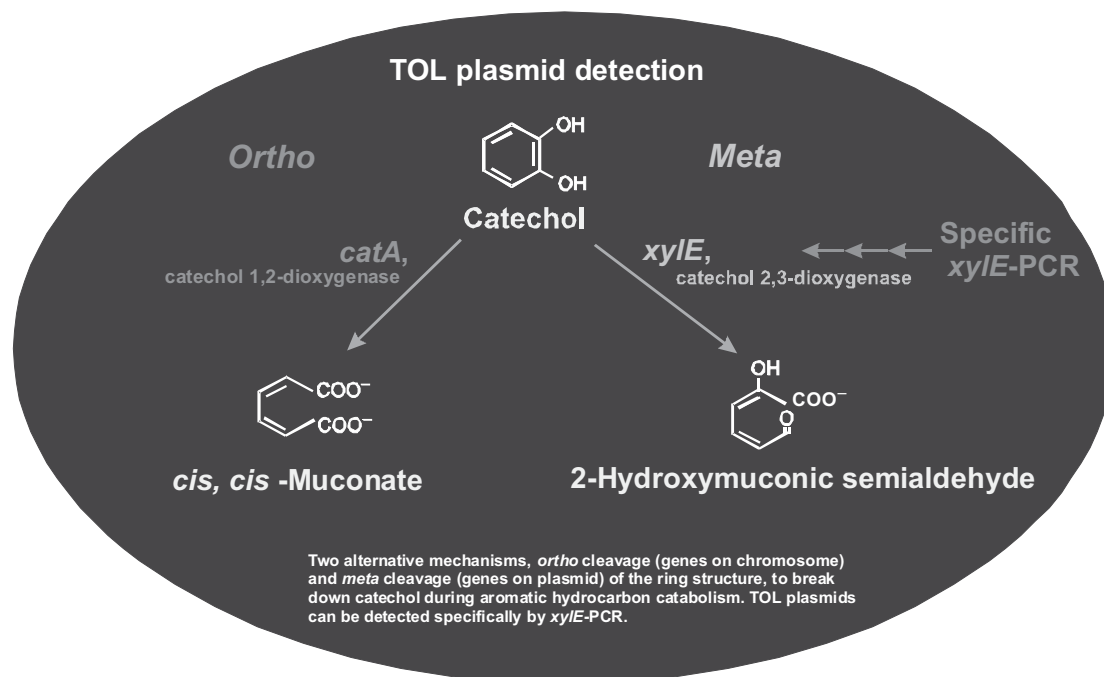 TOL plasmid detection
OH
OH
Ortho
Meta
Catechol
catA,
catechol 1,2-dioxygenase
xylE,
catechol 2,3-dioxygenase
Specific
xylE-PCR
COO⁻
COO⁻
OH
COO⁻
O
cis, cis -Muconate
2-Hydroxymuconic semialdehyde
Two alternative mechanisms, ortho cleavage (genes on chromosome)
and meta cleavage (genes on plasmid) of the ring structure, to break
down catechol during aromatic hydrocarbon catabolism. TOL plasmids
can be detected specifically by xylE-PCR.